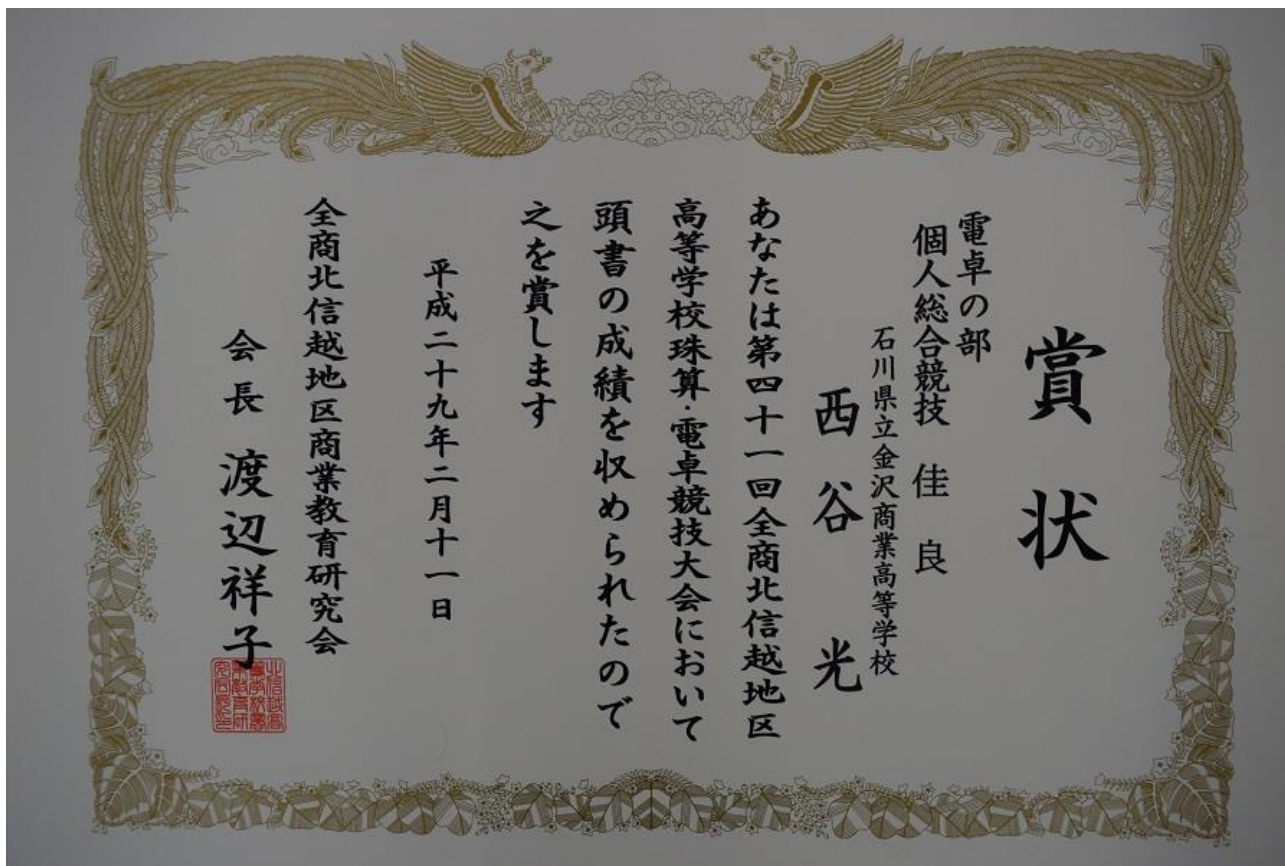 賞状
電卓の部
個人総合競技 佳良
石川県立金沢商業高等学校
西谷 光
あなたは第四十一回全商北信越地区
高等学校珠算・電卓競技大会において
頭書の成績を収められたので
之を賞します
平成二十九年二月十一日
全商北信越地区商業教育研究会
会長 渡辺祥子